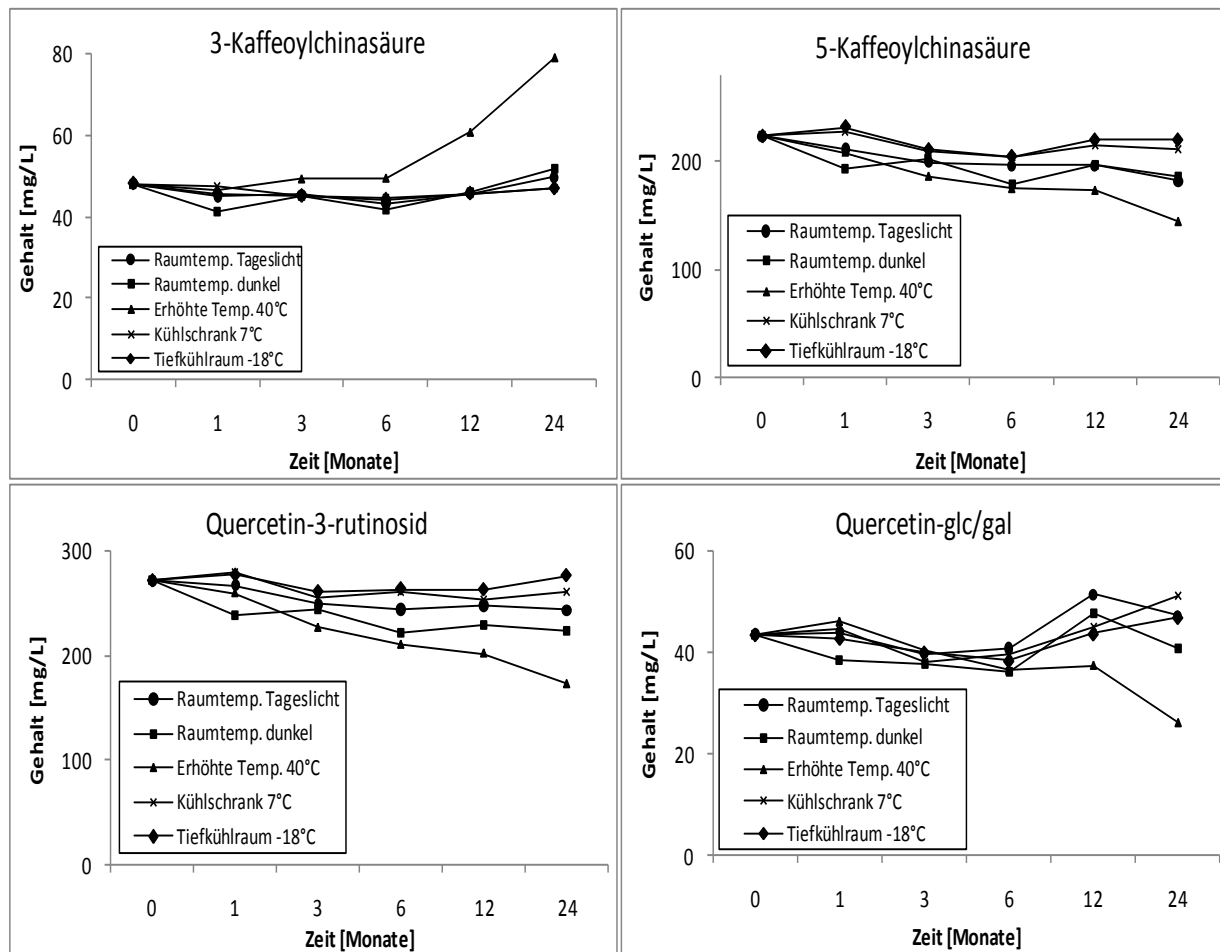 3-Kaffeoylchinasäure
80
60
40
20
0
Gehalt [mg/L]
Raumtemp. Tageslicht
Raumtemp. dunkel
Erhöhte Temp. 40°C
Kühlschrank 7°C
Tiefkühlraum -18°C
0 1 3 6 12 24
Zeit [Monate]
5-Kaffeoylchinasäure
200
100
0
Gehalt [mg/L]
Raumtemp. Tageslicht
Raumtemp. dunkel
Erhöhte Temp. 40°C
Kühlschrank 7°C
Tiefkühlraum -18°C
0 1 3 6 12 24
Zeit [Monate]
Quercetin-3-rutinosid
300
200
100
0
Gehalt [mg/L]
Raumtemp. Tageslicht
Raumtemp. dunkel
Erhöhte Temp. 40°C
Kühlschrank 7°C
Tiefkühlraum -18°C
0 1 3 6 12 24
Zeit [Monate]
Quercetin-glc/gal
60
40
20
0
Gehalt [mg/L]
Raumtemp. Tageslicht
Raumtemp. dunkel
Erhöhte Temp. 40°C
Kühlschrank 7°C
Tiefkühlraum -18°C
0 1 3 6 12 24
Zeit [Monate]